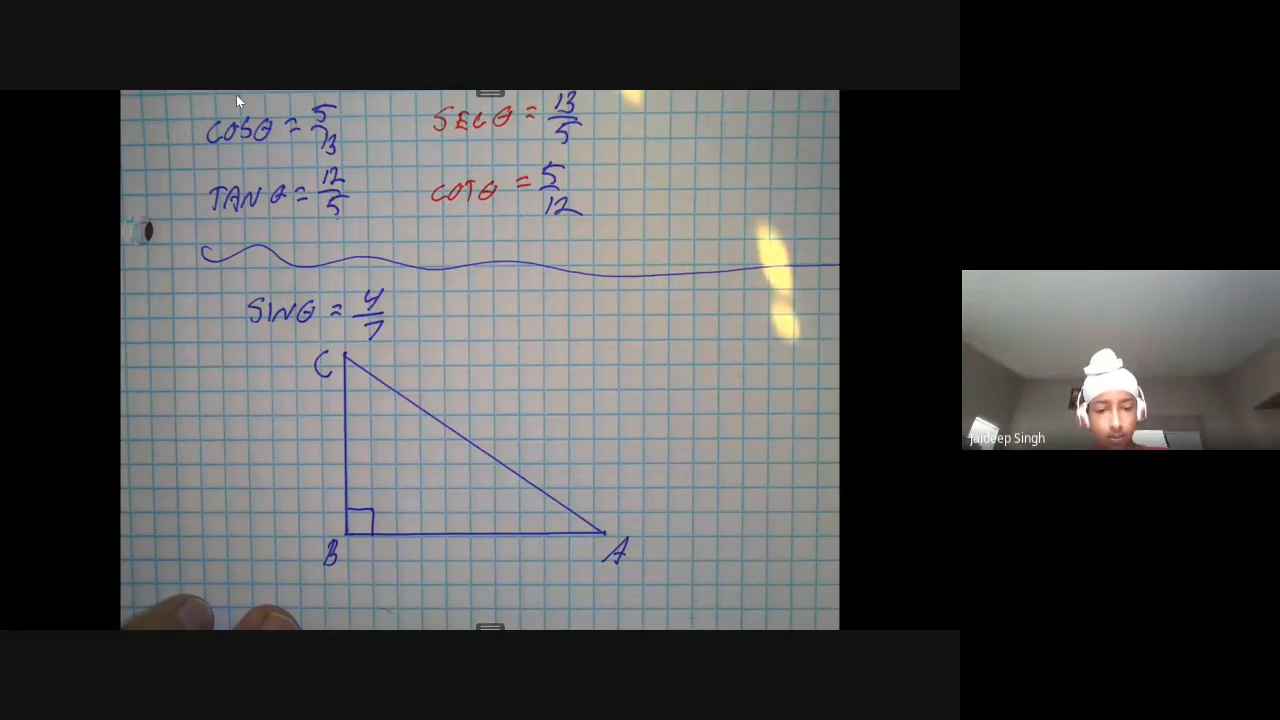 COSθ = 5/13 SECθ = 13/5
TANθ = 12/5 COTθ = 5/12
SINθ = 4/7
C
B A
Jaideep Singh